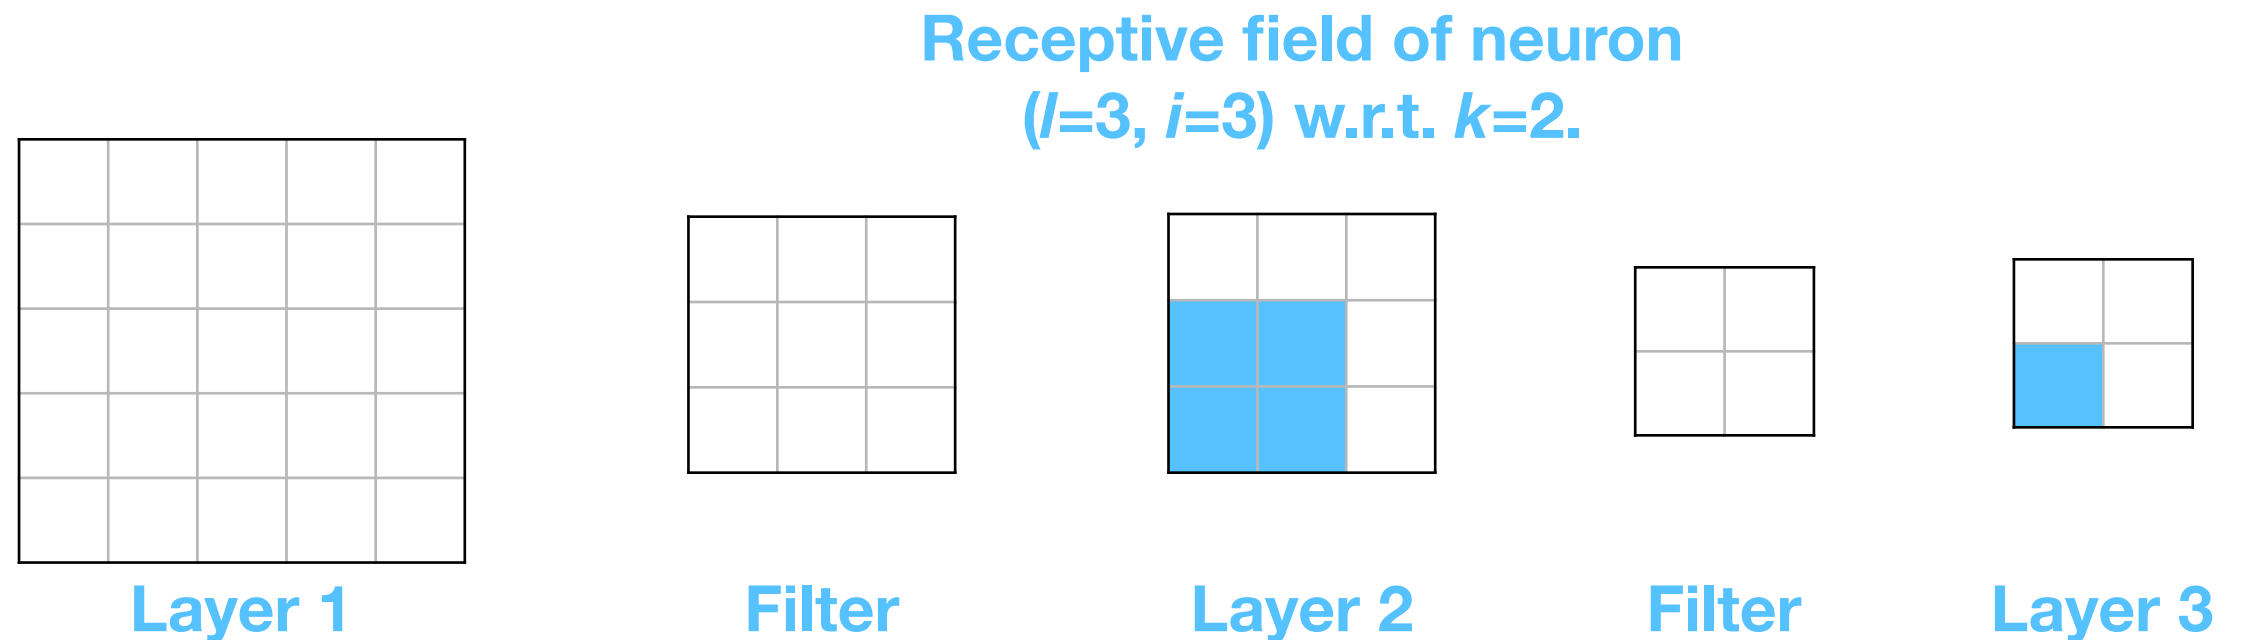 Receptive field of neuron
(l=3, i=3) w.r.t. k=2.
Layer 1
Filter
Layer 2
Filter
Layer 3